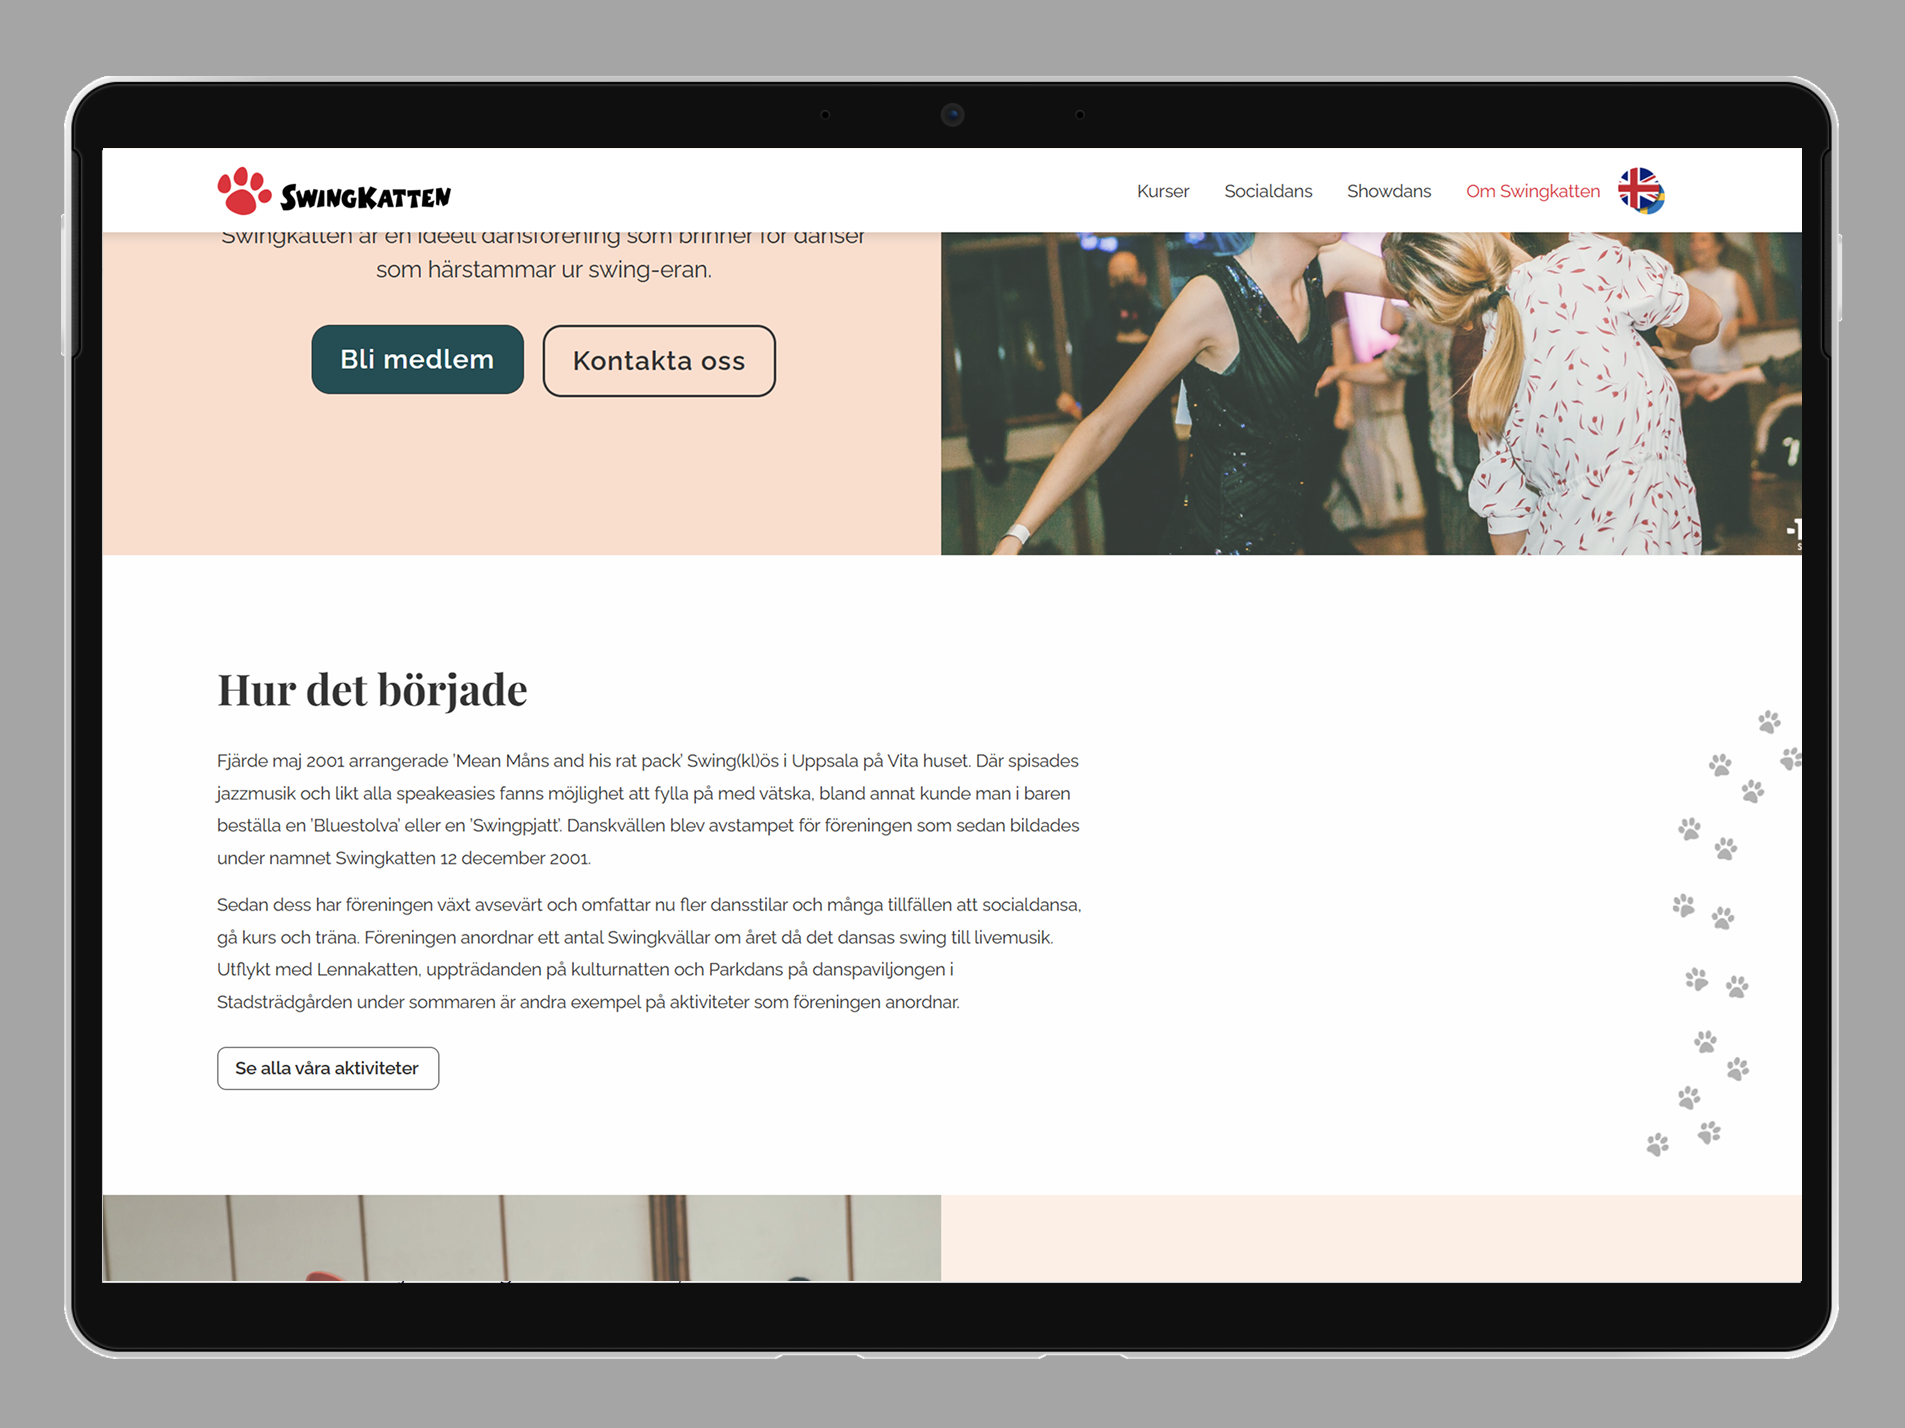 SWINGKATTEN
Kurser Socialdans Showdans Om Swingkatten
Swingkatten är en ideell dansförening som brinner för danser
som härstammar ur swing-eran.
Bli medlem Kontakta oss
Hur det började
Fjärde maj 2001 arrangerade ’Mean Måns and his rat pack’ Swing(kl)ös i Uppsala på Vita huset. Där spisades
jazzmusik och likt alla speakeasies fanns möjlighet att fylla på med vätska, bland annat kunde man i baren
beställa en ’Bluestolva’ eller en ’Swingpjatt’. Danskvällen blev avstampet för föreningen som sedan bildades
under namnet Swingkatten 12 december 2001.
Sedan dess har föreningen växt avsevärt och omfattar nu fler dansstilar och många tillfällen att socialdansa,
gå kurs och träna. Föreningen anordnar ett antal Swingkvällar om året då det dansas swing till livemusik.
Utflykt med Lennakatten, uppträdanden på kulturnatten och Parkdans på danspaviljongen i
Stadsträdgården under sommaren är andra exempel på aktiviteter som föreningen anordnar.
Se alla våra aktiviteter